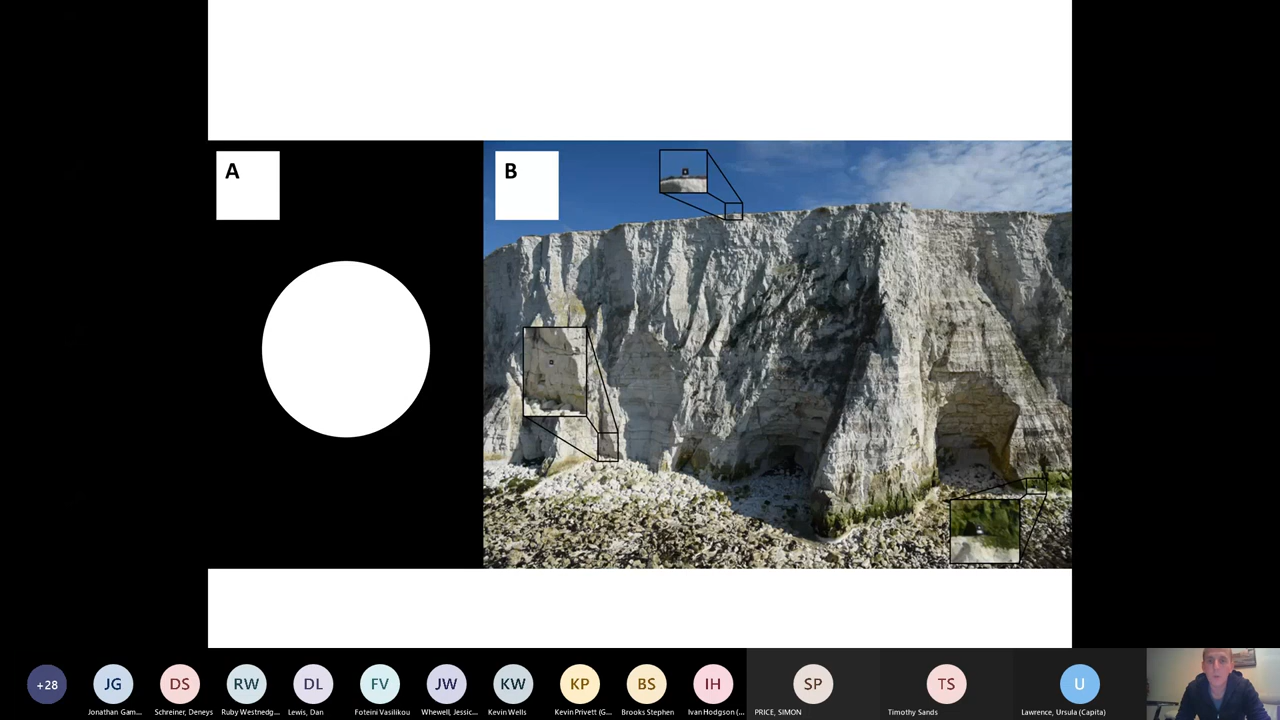 A
B
+28
JG
DS
RW
DL
FV
JW
KW
KP
BS
IH
SP
TS
U
Jonathan Gam...
Schreiner, Deneys
Ruby Westnedg...
Lewis, Dan
Foteini Vasilikou
Whewell, Jessic...
Kevin Wells
Kevin Privett (G...
Brooks Stephen
Ivan Hodgson (...
PRICE, SIMON
Timothy Sands
Lawrence, Ursula (Capita)